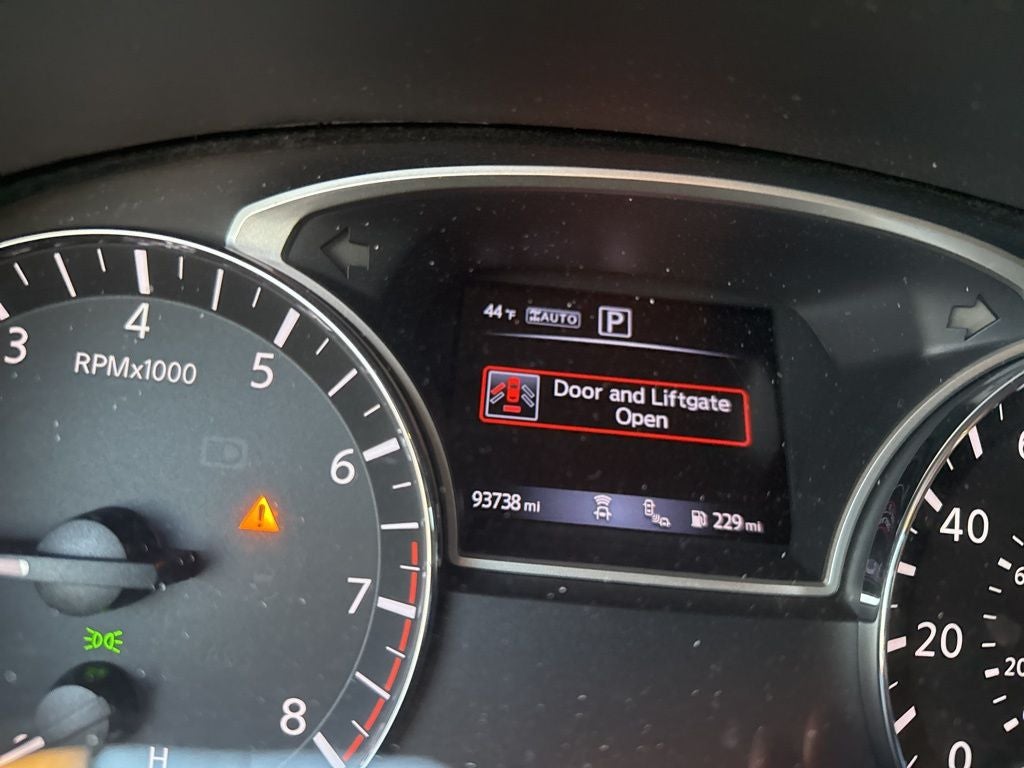 44°F AUTO P
Door and Liftgate
Open
93738 mi 229 mi
3
4
5
6
7
8
RPMx1000
H
40
20
0
20